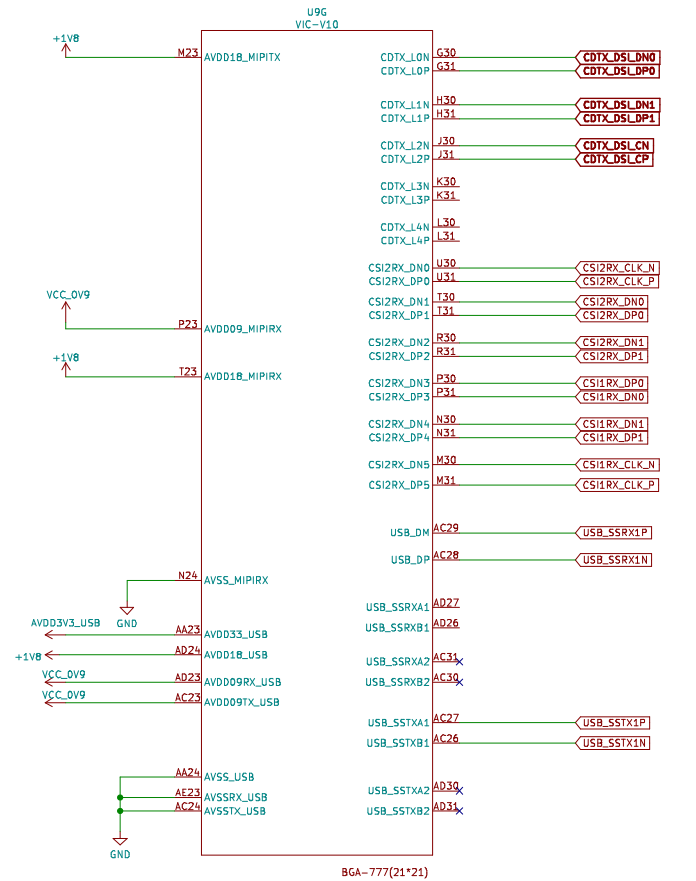 U9G
VIC-V10
+1V8
M23 AVDD18_MIPITX
CDTX_L0N G30 CDTX_DSI_DN0
CDTX_L0P G31 CDTX_DSI_DP0
CDTX_L1N H30 CDTX_DSI_DN1
CDTX_L1P H31 CDTX_DSI_DP1
CDTX_L2N J30 CDTX_DSI_CN
CDTX_L2P J31 CDTX_DSI_CP
CDTX_L3N K30
CDTX_L3P K31
CDTX_L4N L30
CDTX_L4P L31
CSI2RX_DN0 U30 CSI2RX_CLK_N
CSI2RX_DP0 U31 CSI2RX_CLK_P
VCC_0V9
CSI2RX_DN1 T30 CSI2RX_DN0
CSI2RX_DP1 T31 CSI2RX_DP0
P23 AVDD09_MIPIRX
CSI2RX_DN2 R30 CSI2RX_DN1
CSI2RX_DP2 R31 CSI2RX_DP1
+1V8
T23 AVDD18_MIPIRX
CSI2RX_DN3 P30 CSI1RX_DP0
CSI2RX_DP3 P31 CSI1RX_DN0
CSI2RX_DN4 N30 CSI1RX_DN1
CSI2RX_DP4 N31 CSI1RX_DP1
CSI2RX_DN5 M30 CSI1RX_CLK_N
CSI2RX_DP5 M31 CSI1RX_CLK_P
USB_DM AC29 USB_SSRX1P
USB_DP AC28 USB_SSRX1N
N24 AVSS_MIPIRX
GND
USB_SSRXA1 AD27
USB_SSRXB1 AD26
AVDD3V3_USB AA23 AVDD33_USB
+1V8 AD24 AVDD18_USB
USB_SSRXA2 AC31
VCC_0V9 AD23 AVDD09RX_USB
USB_SSRXB2 AC30
VCC_0V9 AC23 AVDD09TX_USB
USB_SSTXA1 AC27 USB_SSTX1P
USB_SSTXB1 AC26 USB_SSTX1N
AA24 AVSS_USB
USB_SSTXA2 AD30
AE23 AVSSRX_USB
AC24 AVSSTX_USB
USB_SSTXB2 AD31
GND
BGA-777(21*21)